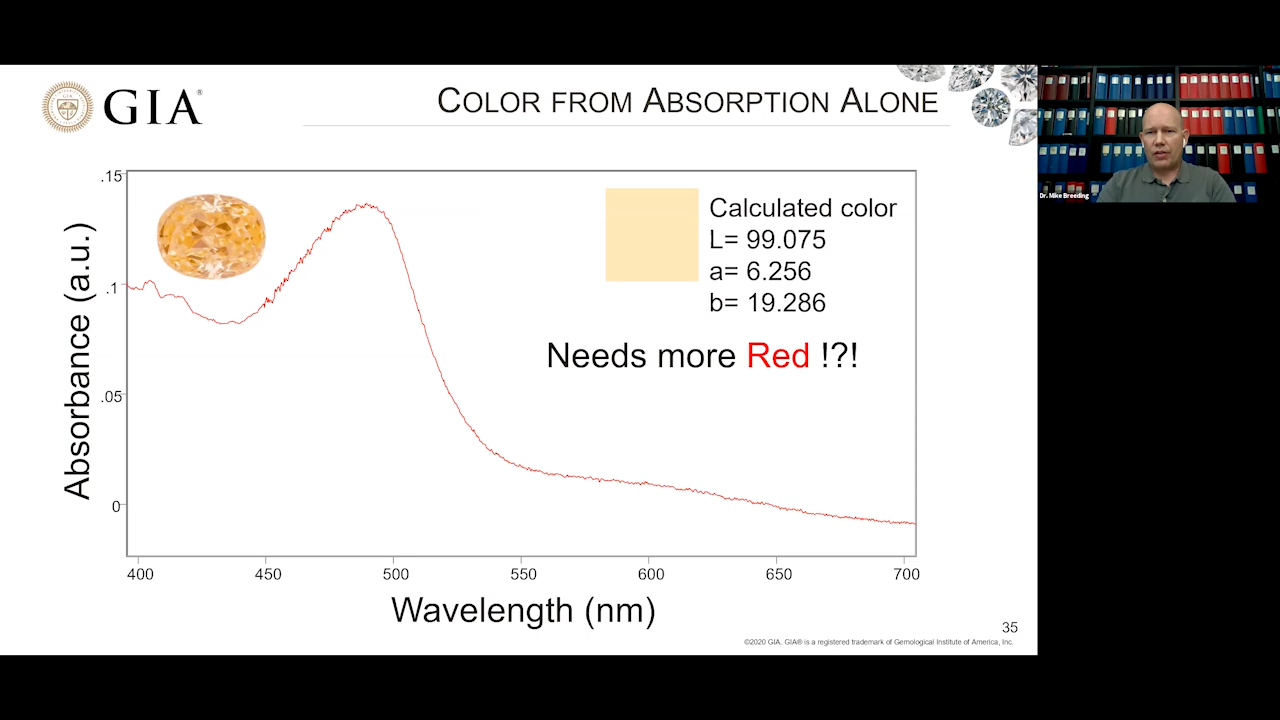 GIA®
COLOR FROM ABSORPTION ALONE
Dr. Mike Breeding
.15
.1
.05
0
Absorbance (a.u.)
Calculated color
L= 99.075
a= 6.256
b= 19.286
Needs more Red !?!
400 450 500 550 600 650 700
Wavelength (nm)
35
©2020 GIA. GIA® is a registered trademark of Gemological Institute of America, Inc.